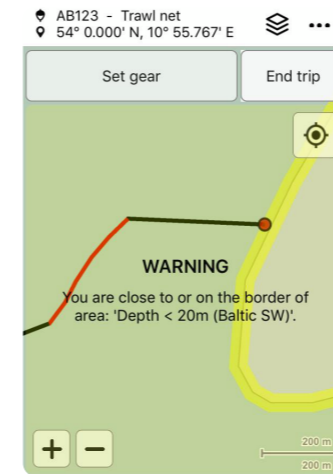 AB123 - Trawl net
54° 0.000' N, 10° 55.767' E
Set gear
End trip
WARNING
You are close to or on the border of
area: 'Depth < 20m (Baltic SW)'.
200 m
200 m